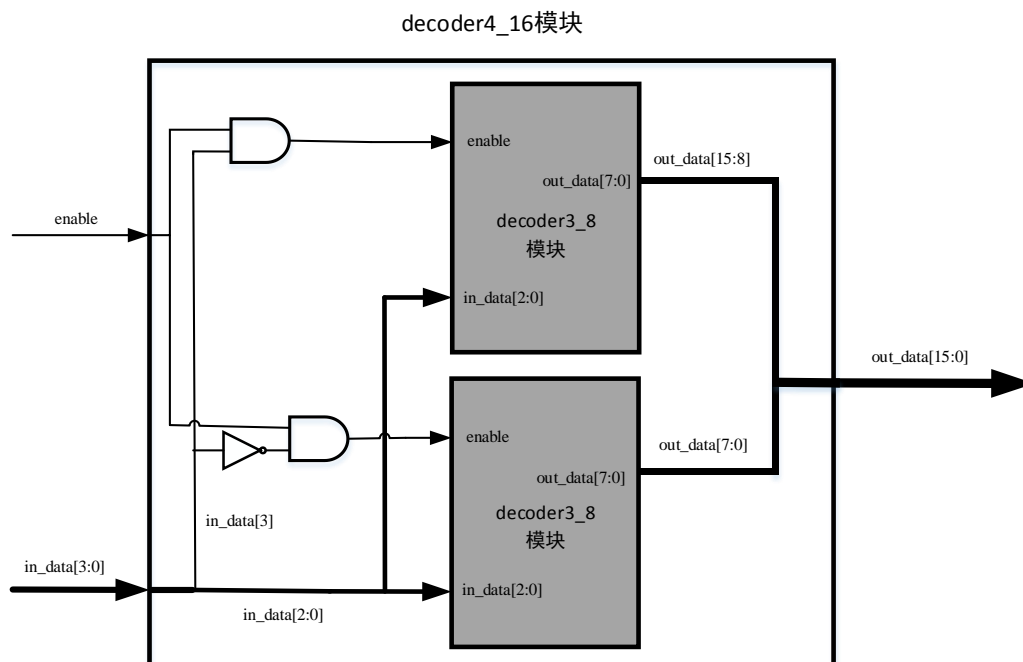 decoder4_16模块
enable
out_data[15:8]
out_data[7:0]
decoder3_8
模块
enable
in_data[2:0]
out_data[15:0]
enable
out_data[7:0]
out_data[7:0]
decoder3_8
模块
in_data[3]
in_data[3:0]
in_data[2:0]
in_data[2:0]